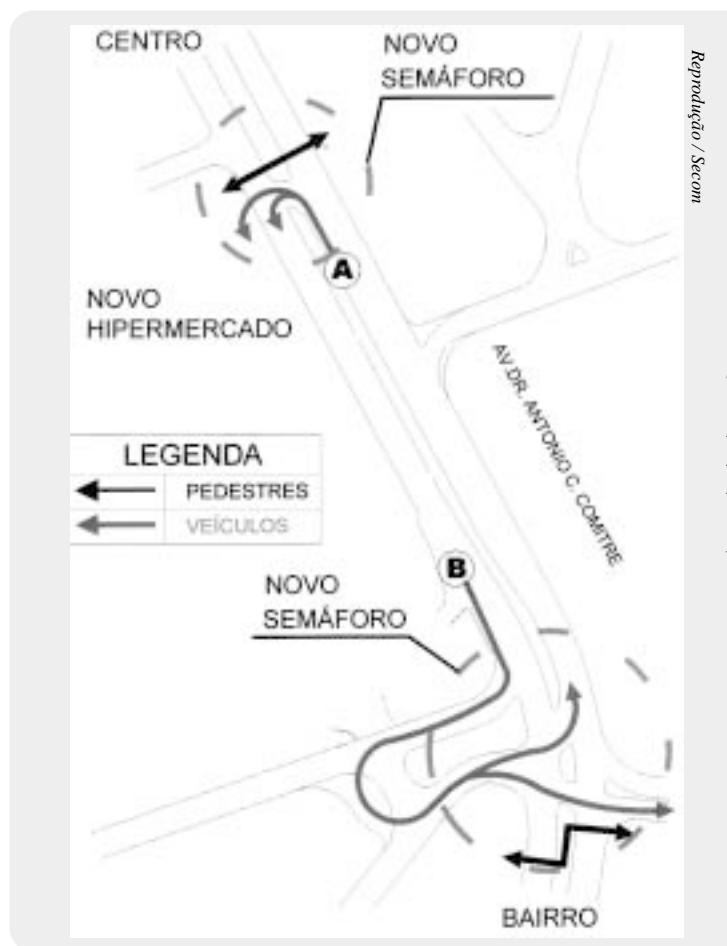 CENTRO
NOVO
SEMÁFORO
Reprodução / Secom
A
NOVO
HIPERMERCADO
AV.DR. ANTONIO C. COMITRE
LEGENDA
PEDESTRES
VEÍCULOS
B
NOVO
SEMÁFORO
BAIRRO